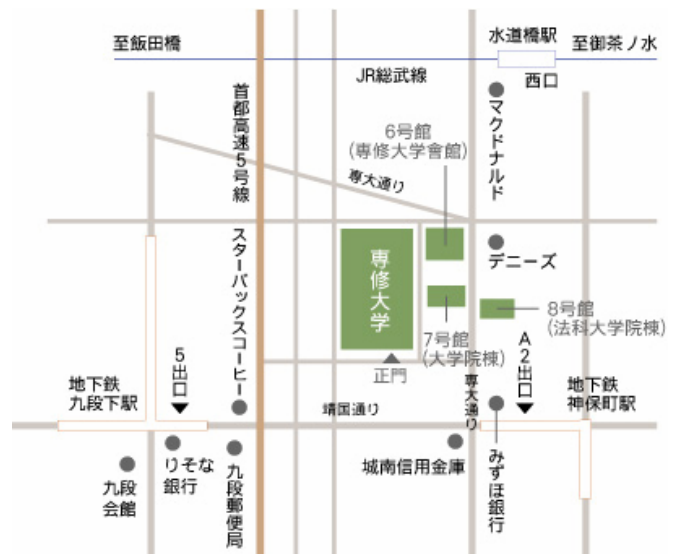 至飯田橋
水道橋駅
至御茶ノ水
JR総武線
西口
首都高速5号線
マクドナルド
6号館
(専修大学會館)
専大通り
スターバックスコーヒー
専修大学
デニーズ
8号館
(法科大学院棟)
7号館
(大学院棟)
正門
5出口
A2出口
地下鉄
九段下駅
専大通り
地下鉄
神保町駅
靖国通り
九段
会館
りそな
銀行
九段郵便局
城南信用金庫
みずほ銀行